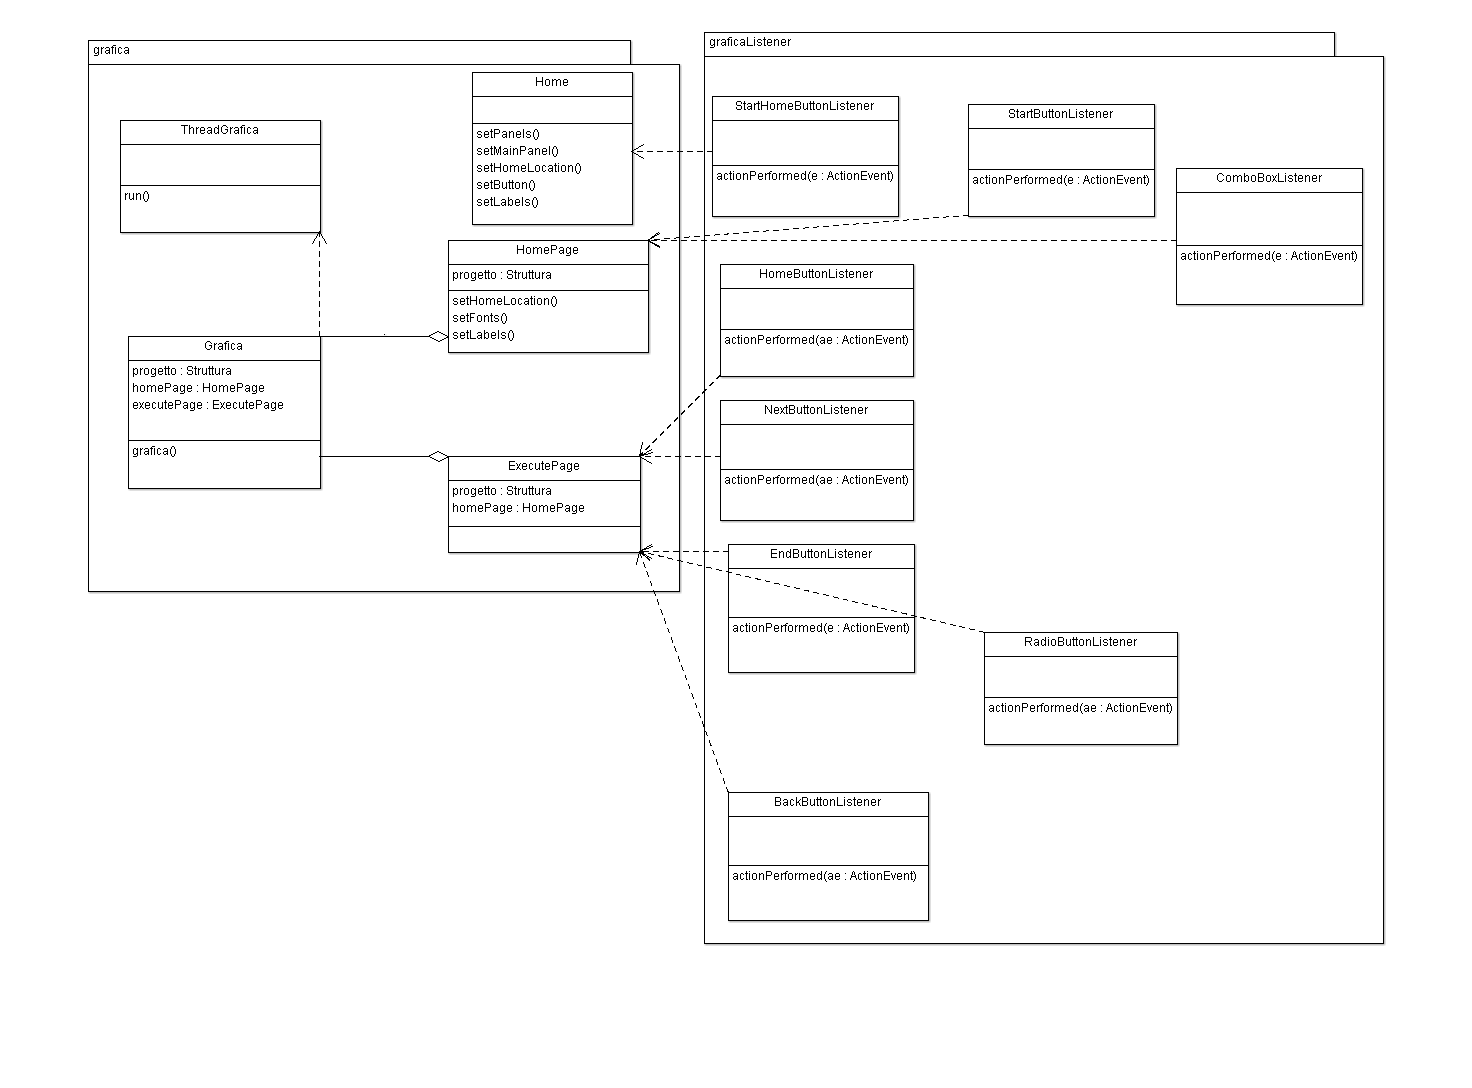 grafica
Home
setPanels()
setMainPanel()
setHomeLocation()
setButton()
setLabels()
ThreadGrafica
run()
HomePage
progetto : Struttura
setHomeLocation()
setFonts()
setLabels()
Grafica
progetto : Struttura
homePage : HomePage
executePage : ExecutePage
grafica()
ExecutePage
progetto : Struttura
homePage : HomePage
graficaListener
StartHomeButtonListener
actionPerformed(e : ActionEvent)
StartButtonListener
actionPerformed(e : ActionEvent)
ComboBoxListener
actionPerformed(e : ActionEvent)
HomeButtonListener
actionPerformed(ae : ActionEvent)
NextButtonListener
actionPerformed(ae : ActionEvent)
EndButtonListener
actionPerformed(e : ActionEvent)
RadioButtonListener
actionPerformed(ae : ActionEvent)
BackButtonListener
actionPerformed(ae : ActionEvent)